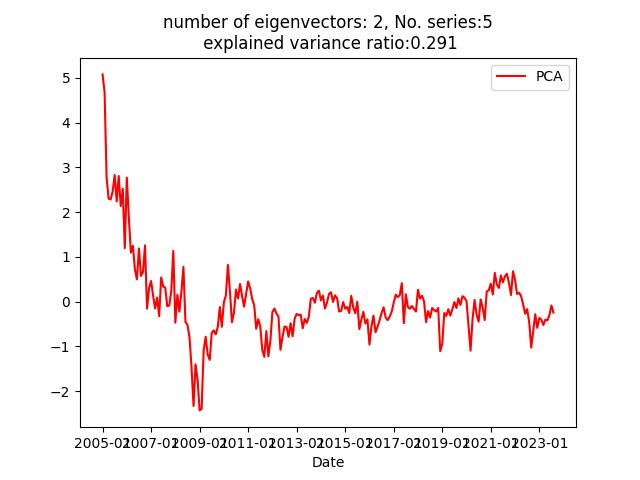 number of eigenvectors: 2, No. series:5
explained variance ratio:0.291
PCA
5
4
3
2
1
0
−1
−2
2005-01 2007-01 2009-01 2011-01 2013-01 2015-01 2017-01 2019-01 2021-01 2023-01
Date